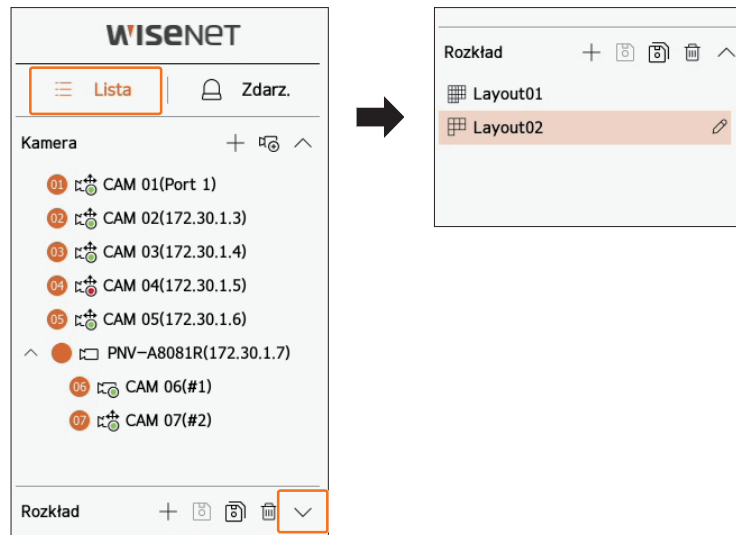 WISENET
Lista
Zdarz.
Kamera
01 CAM 01(Port 1)
02 CAM 02(172.30.1.3)
03 CAM 03(172.30.1.4)
04 CAM 04(172.30.1.5)
05 CAM 05(172.30.1.6)
PNV-A8081R(172.30.1.7)
06 CAM 06(#1)
07 CAM 07(#2)
Rozkład
Rozkład
Layout01
Layout02